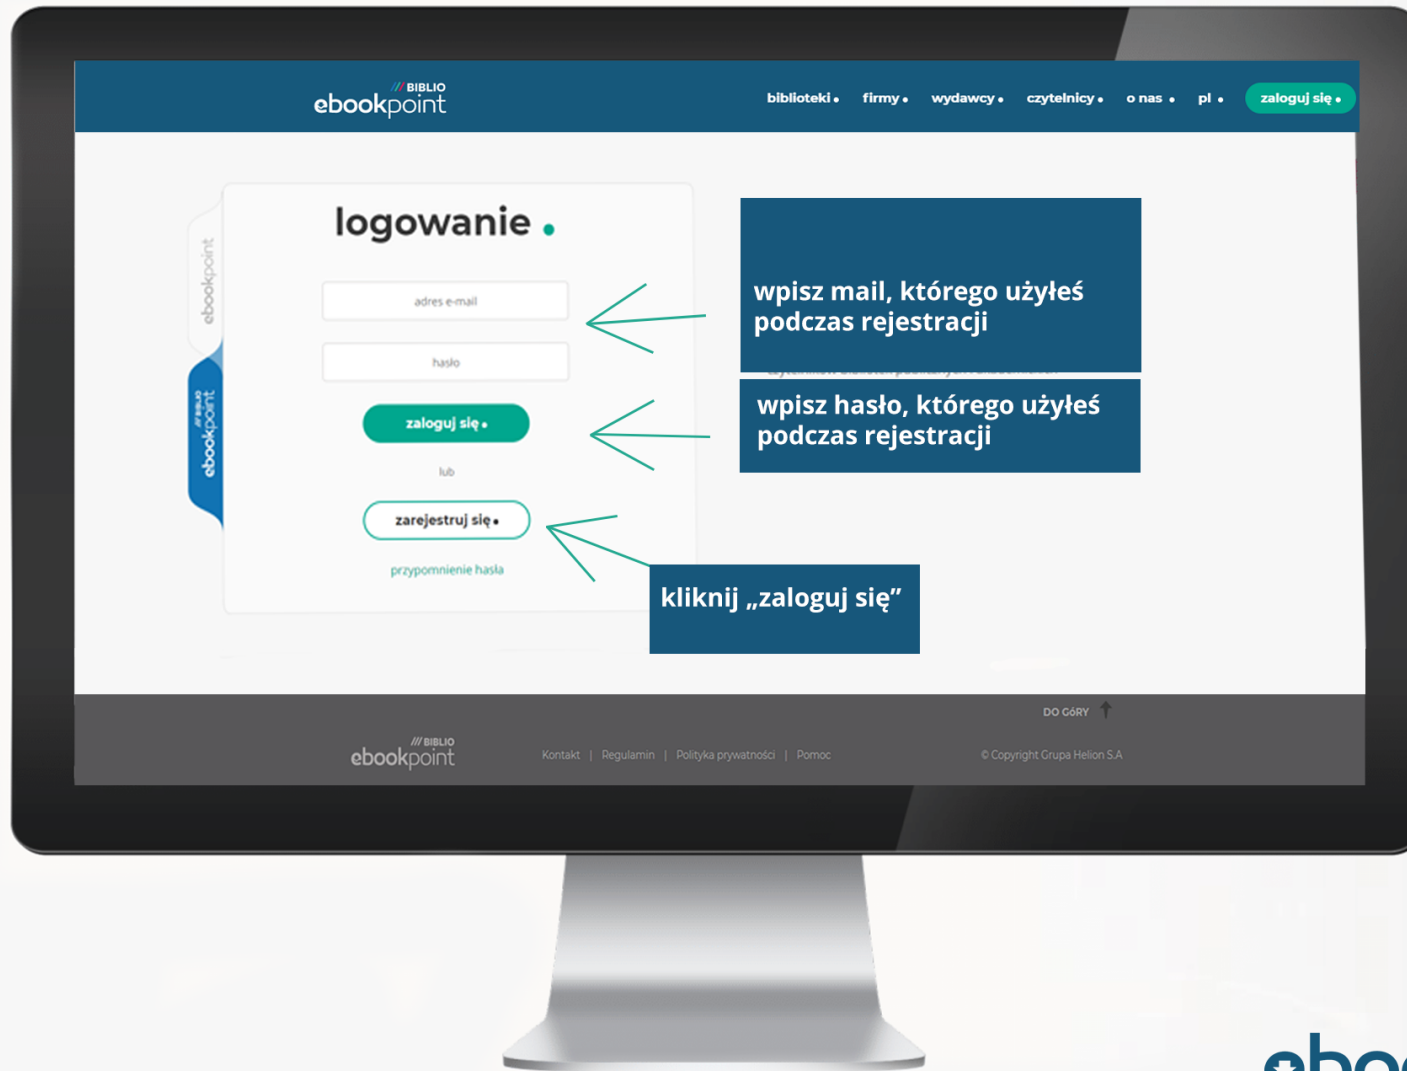 /// BIBLIO
ebookpoint
biblioteki • firmy • wydawcy • czytelnicy • o nas • pl • zaloguj się •
logowanie •
ebookpoint
/// BIBLIO
ebookpoint
adres e-mail
hasło
zaloguj się •
lub
zarejestruj się •
przypomnienie hasła
wpisz mail, którego użyłeś
podczas rejestracji
wpisz hasło, którego użyłeś
podczas rejestracji
kliknij „zaloguj się”
DO GóRY
/// BIBLIO
ebookpoint
Kontakt | Regulamin | Polityka prywatności | Pomoc
© Copyright Grupa Helion S.A